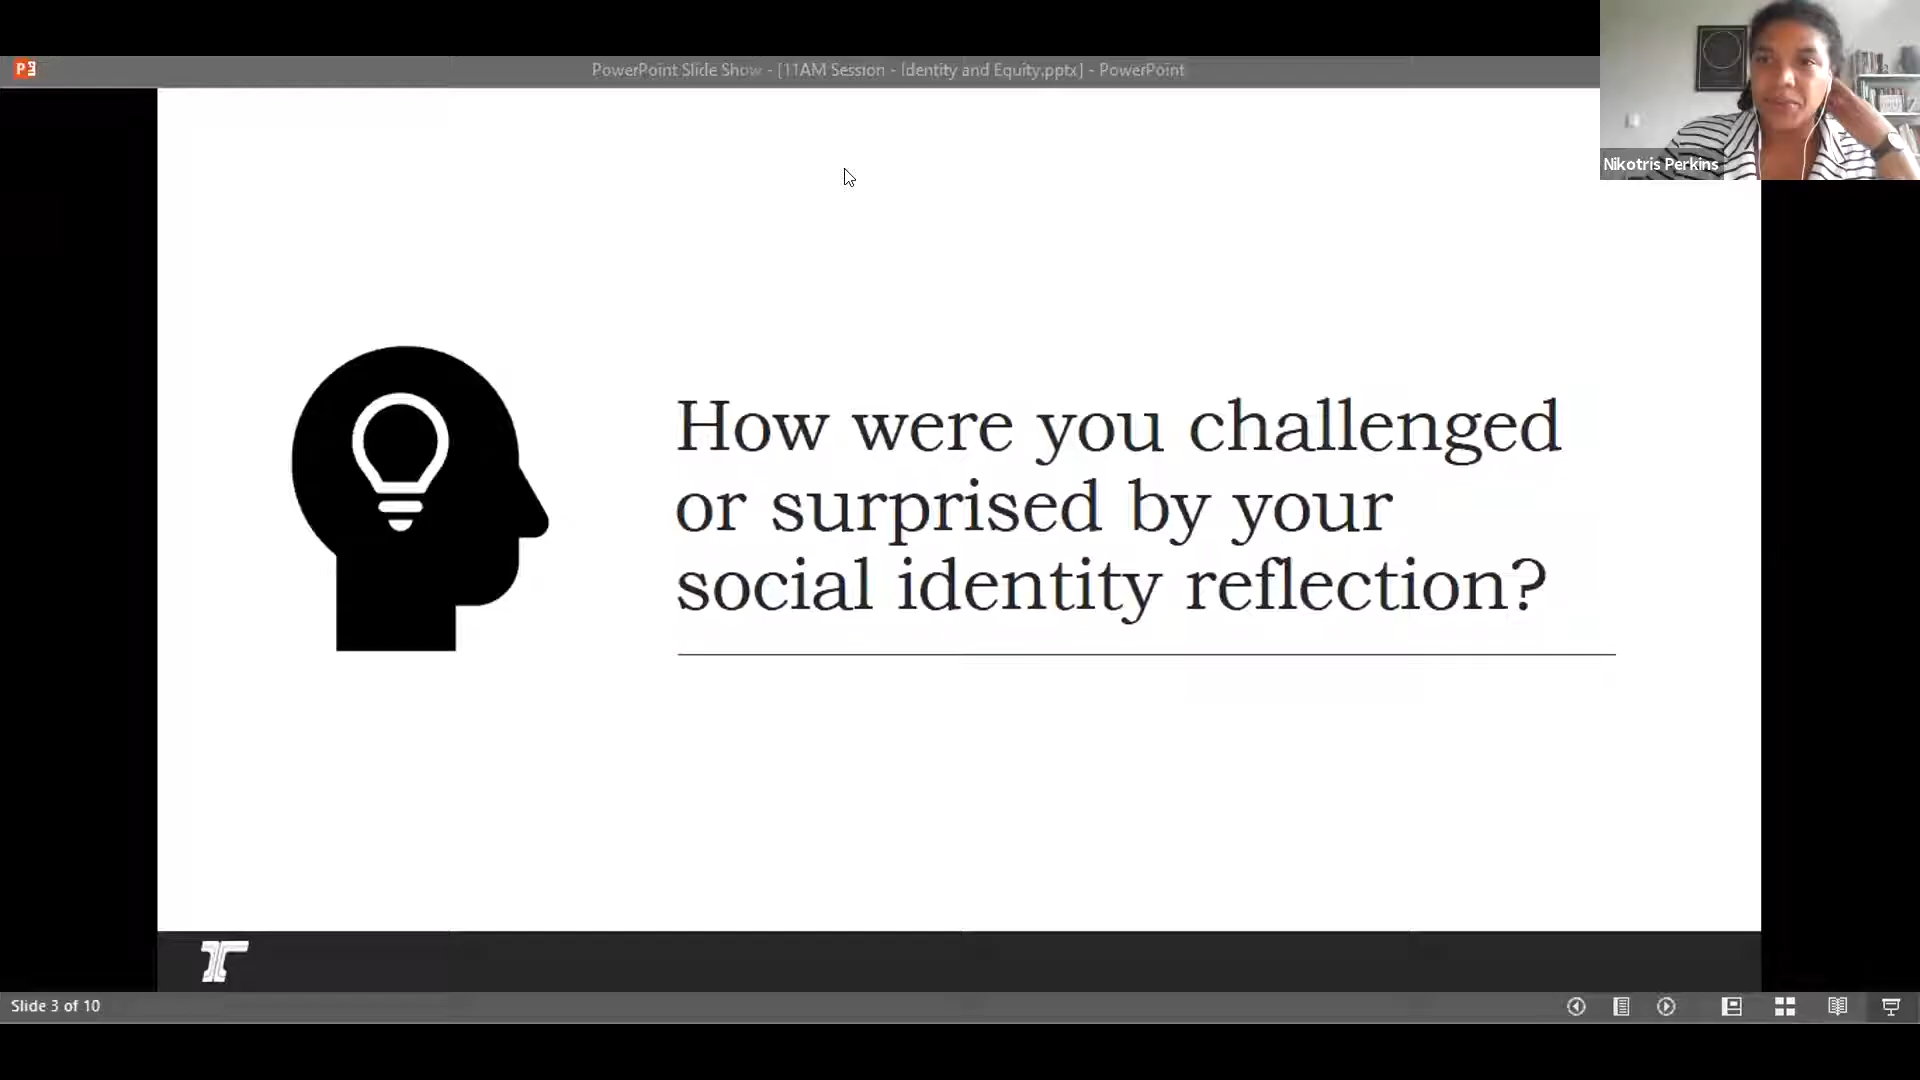 PowerPoint Slide Show - [11AM Session - Identity and Equity.pptx] - PowerPoint
Nikotris Perkins
How were you challenged
or surprised by your
social identity reflection?
Slide 3 of 10